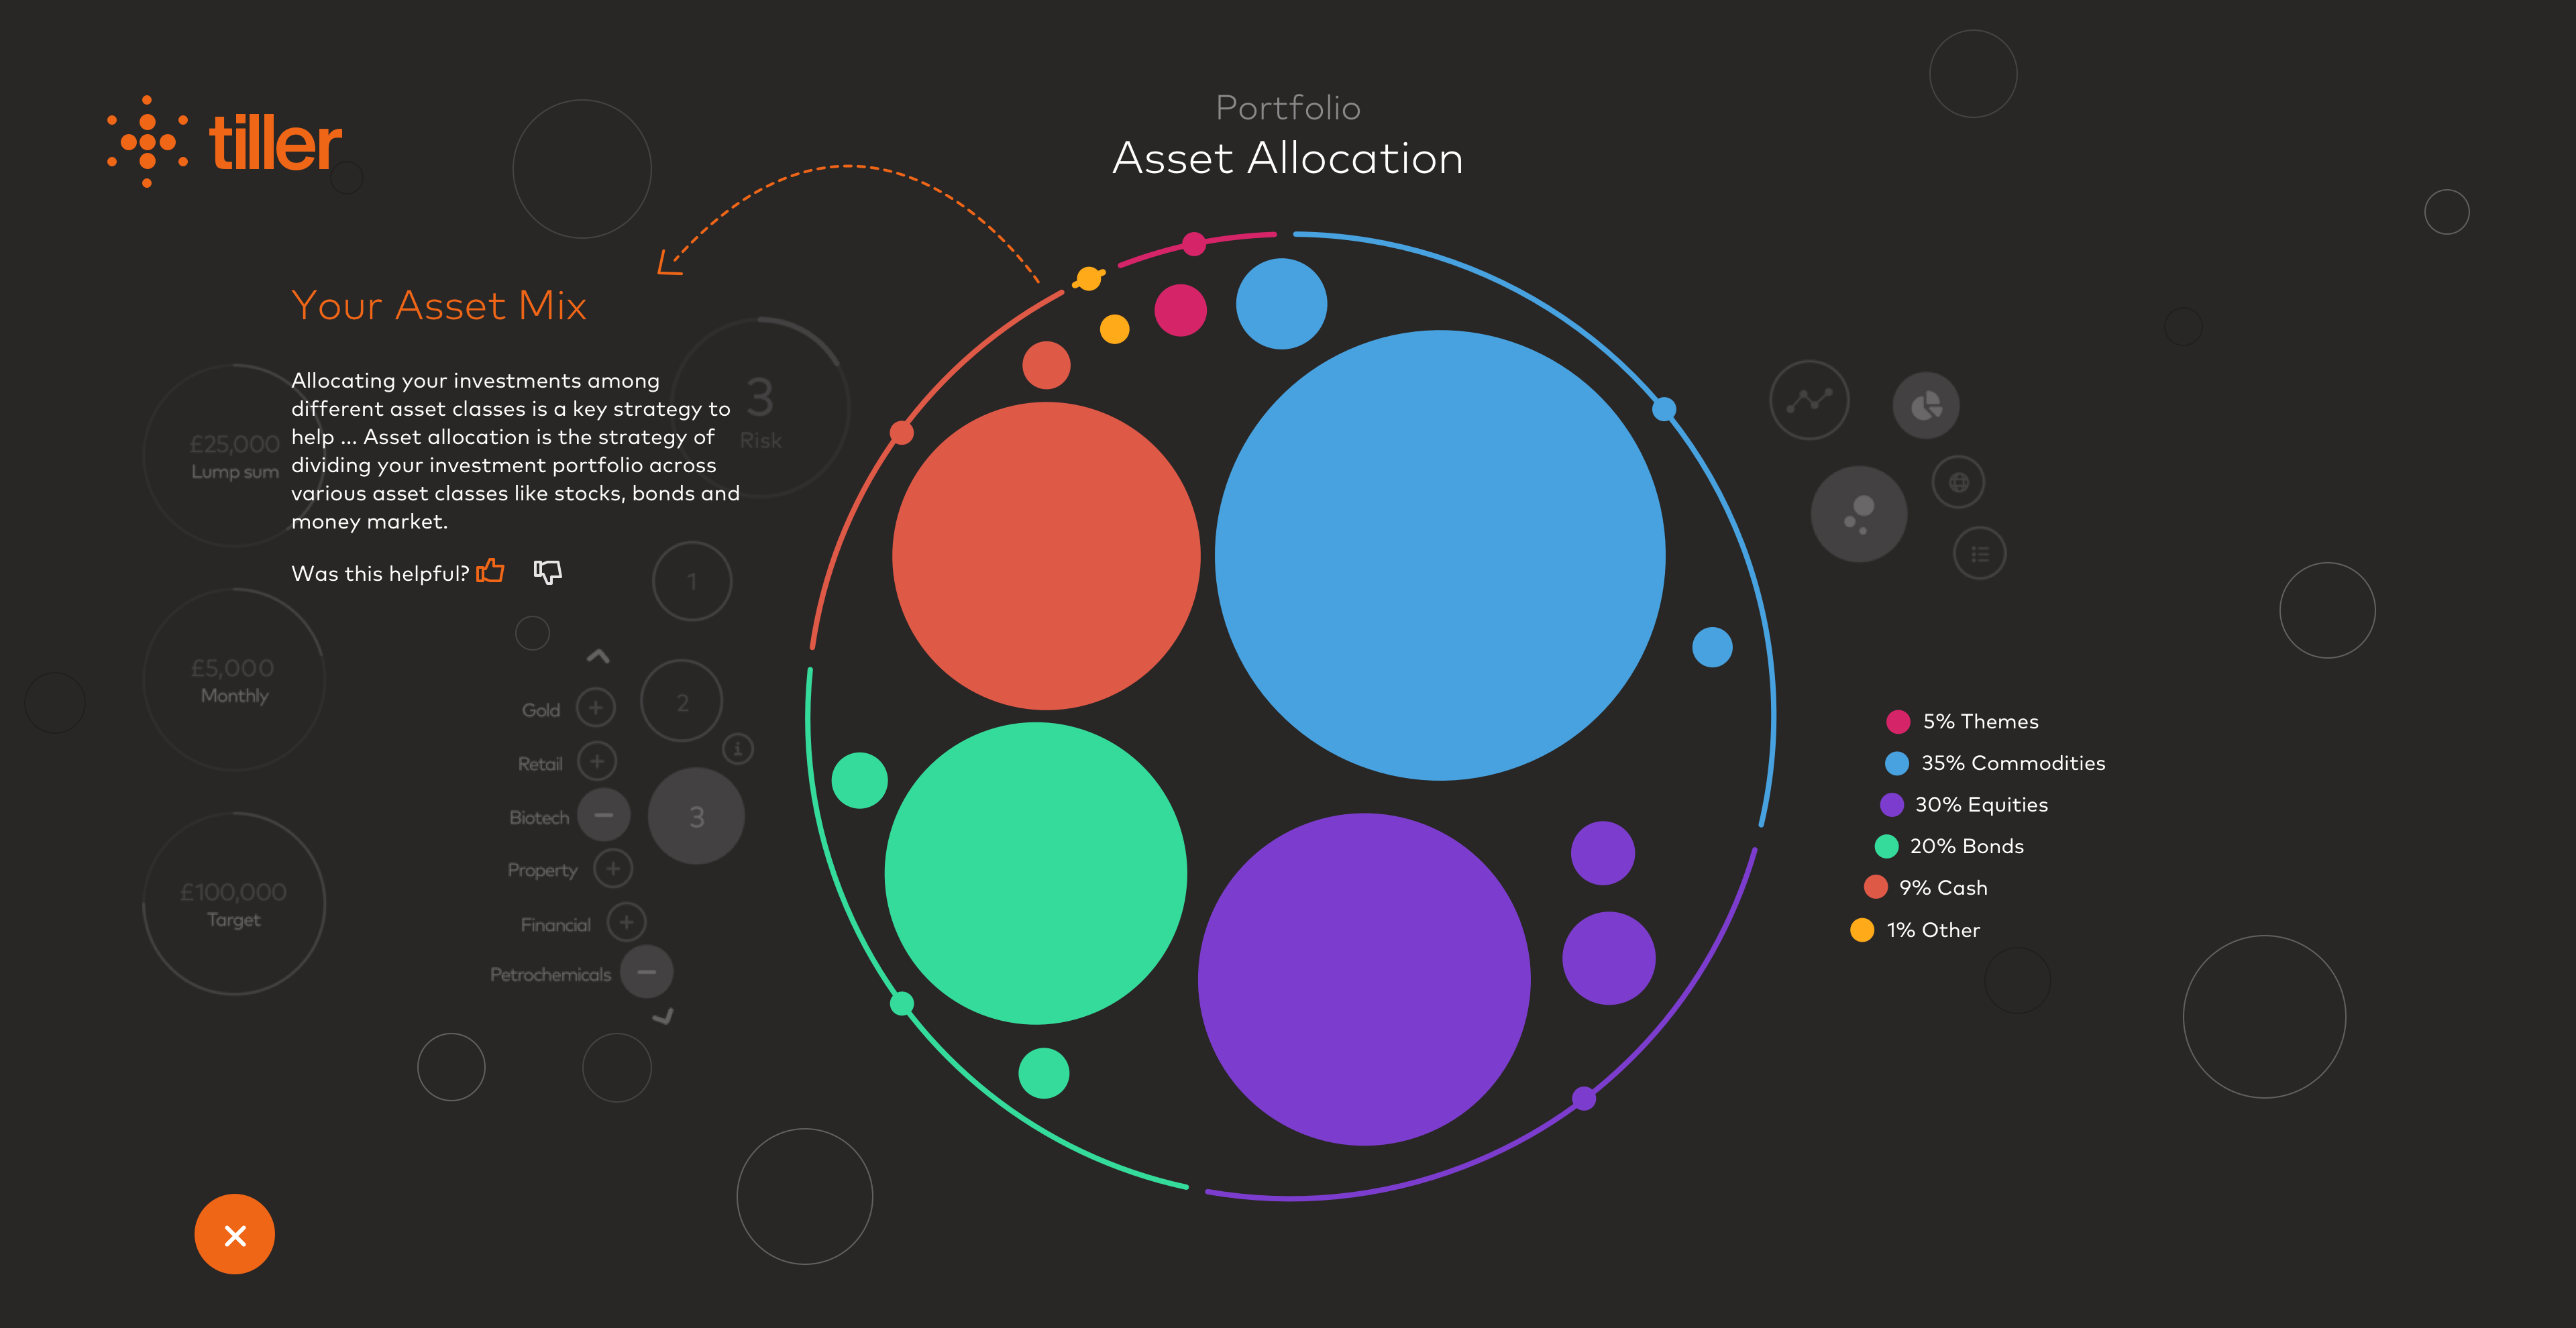 tiller
Portfolio
Asset Allocation
Your Asset Mix
Allocating your investments among
different asset classes is a key strategy to
help ... Asset allocation is the strategy of
dividing your investment portfolio across
various asset classes like stocks, bonds and
money market.
Was this helpful?
£25,000
Lump sum
3
Risk
£5,000
Monthly
£100,000
Target
1
2
i
3
Gold
Retail
Biotech
Property
Financial
Petrochemicals
5% Themes
35% Commodities
30% Equities
20% Bonds
9% Cash
1% Other